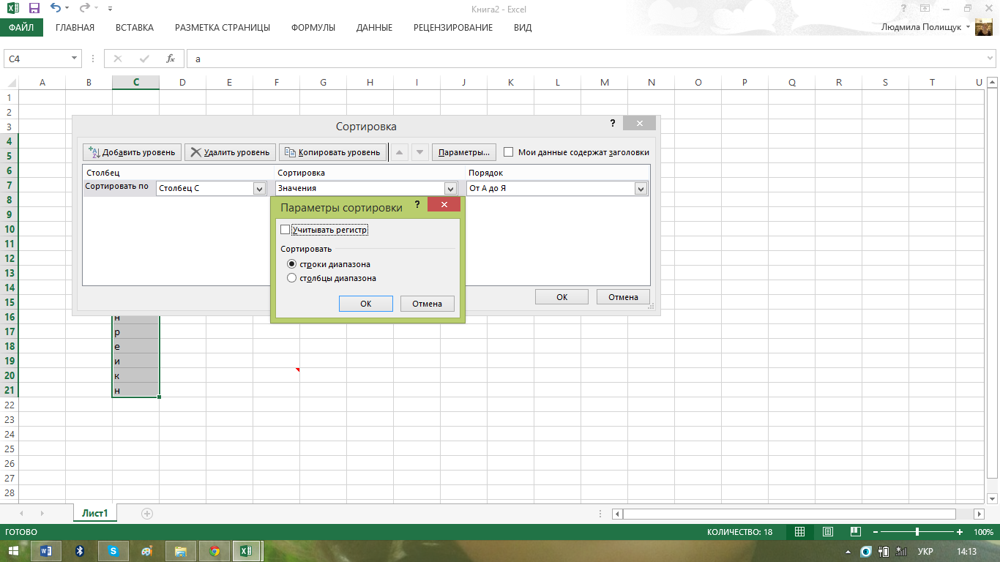 Книга2 - Excel
ФАЙЛ ГЛАВНАЯ ВСТАВКА РАЗМЕТКА СТРАНИЦЫ ФОРМУЛЫ ДАННЫЕ РЕЦЕНЗИРОВАНИЕ ВИД Людмила Полищук
C4 fx а
A B C D E F G H I J K L M N O P Q R S T U
1
2
3
Сортировка ?
4
Добавить уровень Удалить уровень Копировать уровень Параметры... Мои данные содержат заголовки
5
6
Столбец Сортировка Порядок
7
Сортировать по Столбец C Значения От А до Я
8
Параметры сортировки ?
9
10
Учитывать регистр
11
Сортировать
12
строки диапазона
13
столбцы диапазона
14
15
ОК Отмена
ОК Отмена
16 н
17 р
18 е
19 и
20 к
21 н
22
23
24
25
26
27
28
Лист1
ГОТОВО КОЛИЧЕСТВО: 18 100%
УКР 14:13